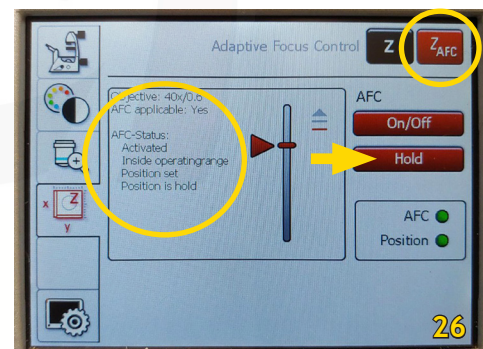 Adaptive Focus Control
Z
ZAFC
Objective: 40x/0.6
AFC applicable: Yes
AFC-Status:
Activated
Inside operatingrange
Position set
Position is hold
AFC
On/Off
Hold
AFC
Position
x
Z
y
26